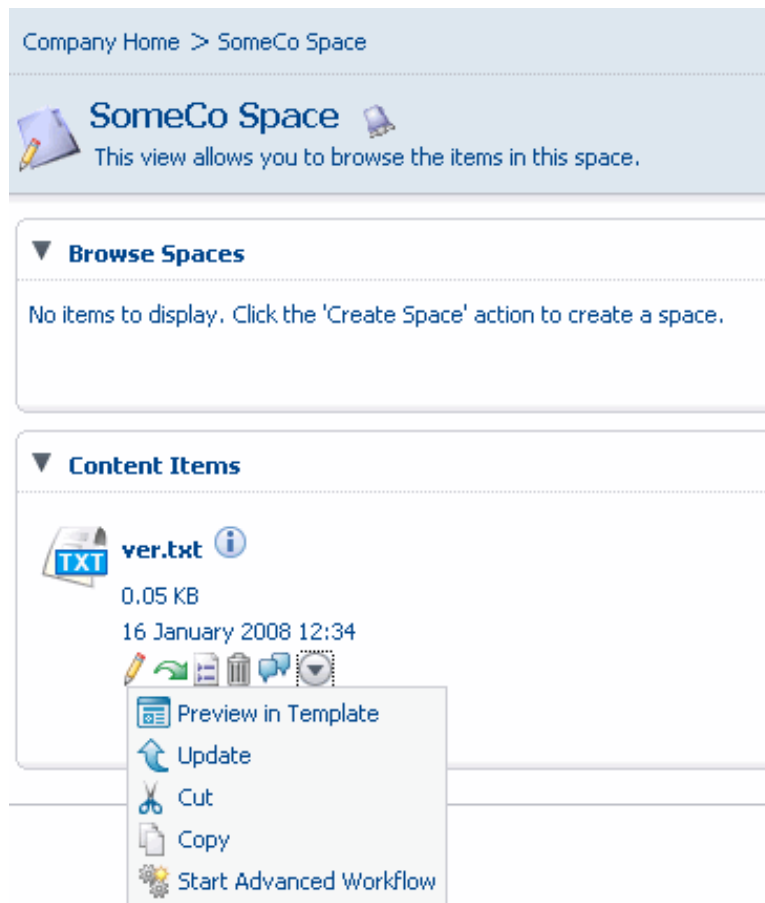 Company Home > SomeCo Space
SomeCo Space
This view allows you to browse the items in this space.
Browse Spaces
No items to display. Click the 'Create Space' action to create a space.
Content Items
TXT
ver.txt
0.05 KB
16 January 2008 12:34
Preview in Template
Update
Cut
Copy
Start Advanced Workflow